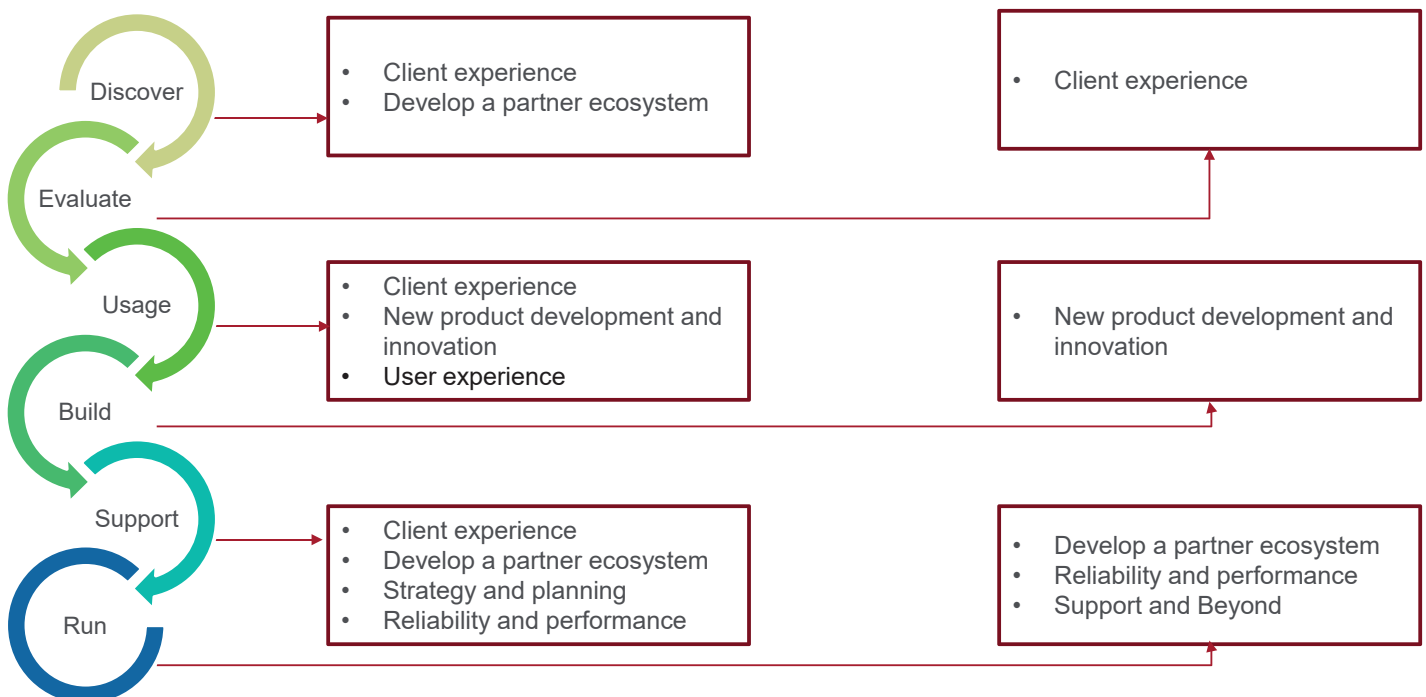 Discover
• Client experience
• Develop a partner ecosystem
• Client experience
Evaluate
Usage
• Client experience
• New product development and
innovation
• User experience
• New product development and
innovation
Build
Support
• Client experience
• Develop a partner ecosystem
• Strategy and planning
• Reliability and performance
• Develop a partner ecosystem
• Reliability and performance
• Support and Beyond
Run